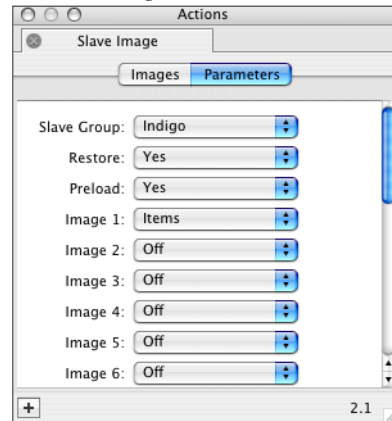 Actions
Slave Image
Images Parameters
Slave Group: Indigo
Restore: Yes
Preload: Yes
Image 1: Items
Image 2: Off
Image 3: Off
Image 4: Off
Image 5: Off
Image 6: Off
+ 2.1